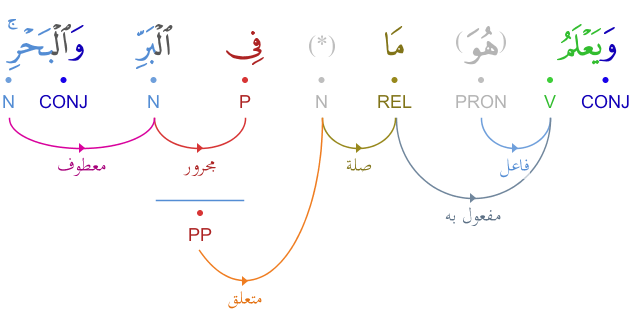 وَيَعْلَمُ (هُوَ) مَا (*) فِى ٱلْبَرِّ وَٱلْبَحْرِ ۚ
CONJ V PRON REL N P N CONJ N
فاعل صلة مجرور معطوف
مفعول به
PP
متعلق